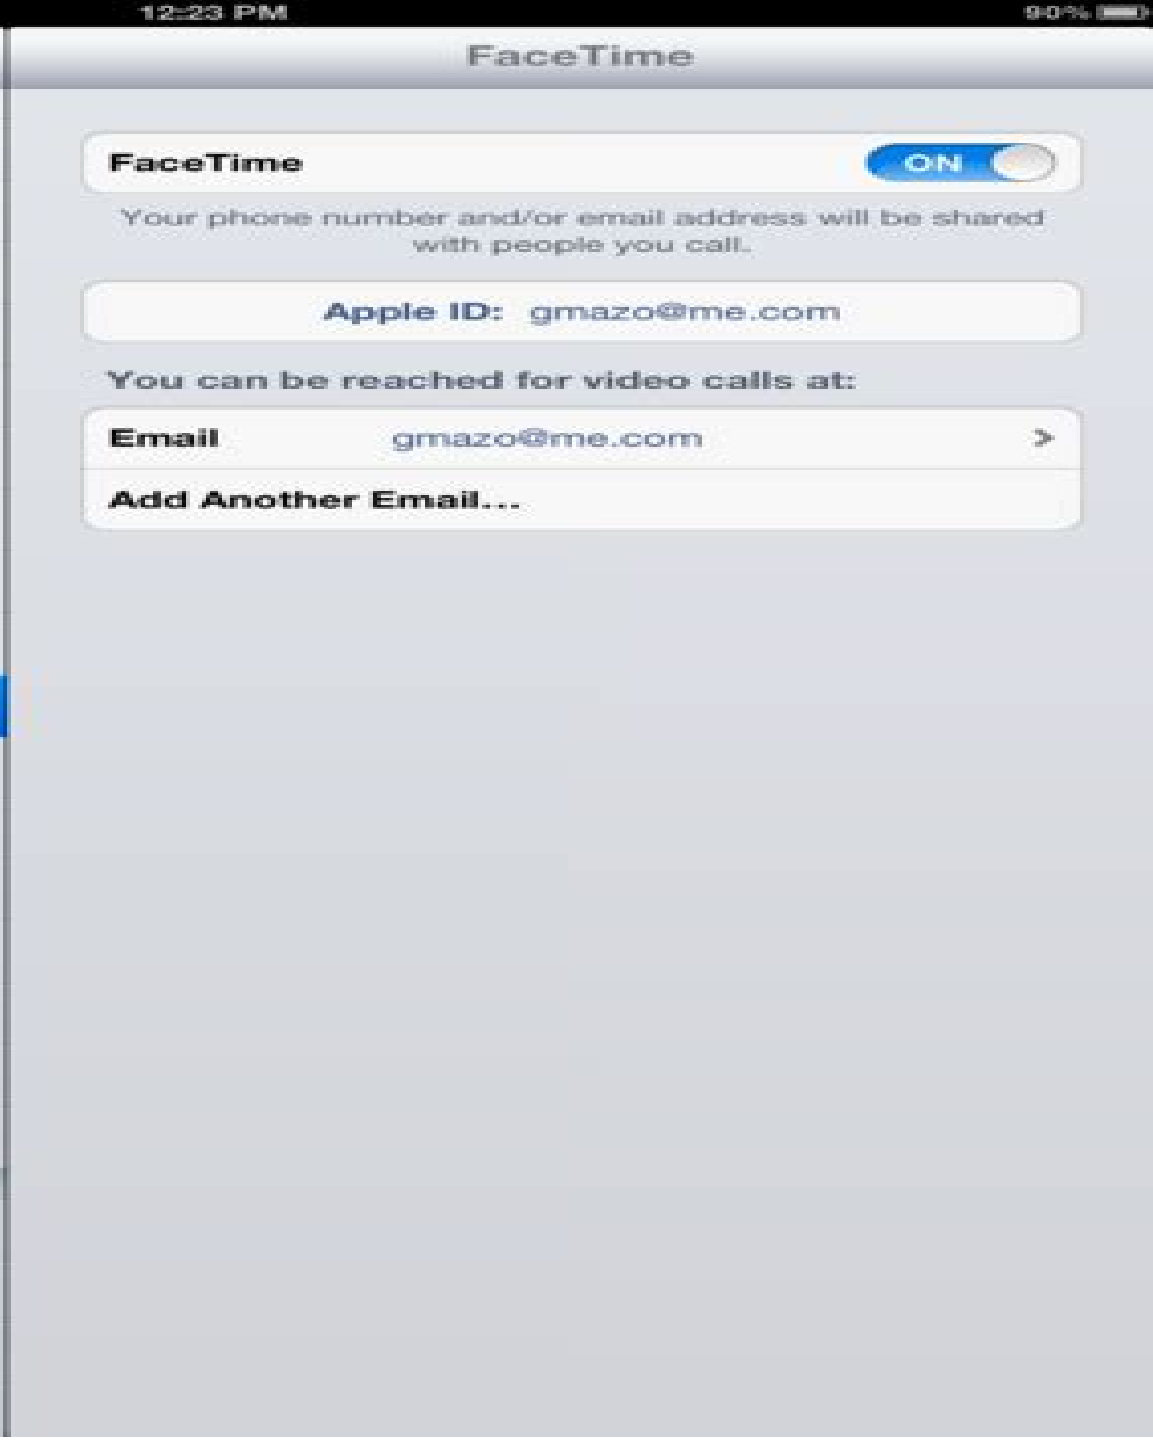 12:23 PM 90%
FaceTime
FaceTime ON
Your phone number and/or email address will be shared
with people you call.
Apple ID: gmazo@me.com
You can be reached for video calls at:
Email gmazo@me.com >
Add Another Email...